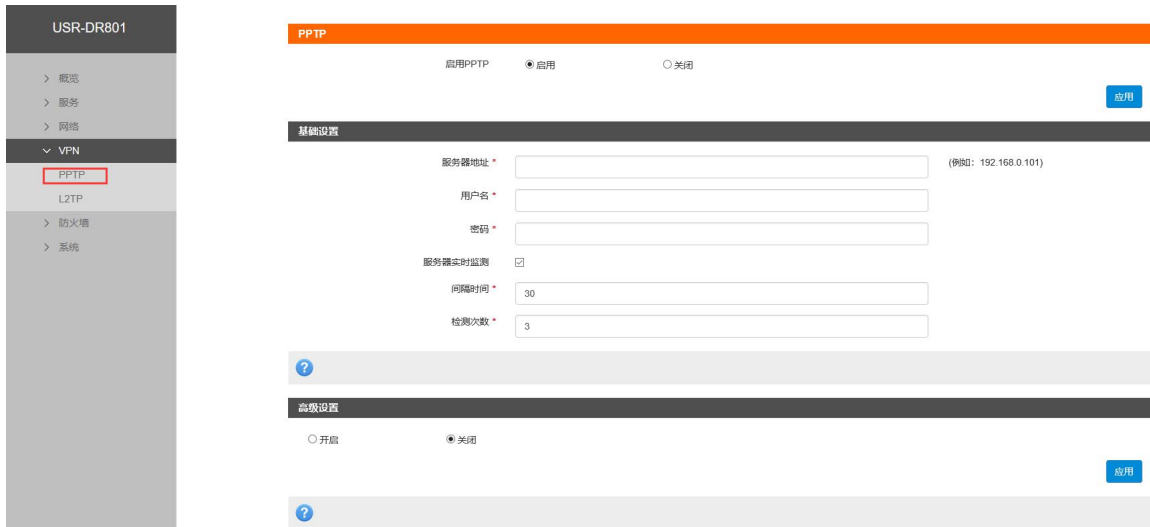 USR-DR801
概览
服务
网络
VPN
PPTP
L2TP
防火墙
系统
PPTP
启用PPTP 启用 关闭
应用
基础设置
服务器地址 * (例如：192.168.0.101)
用户名 *
密码 *
服务器实时监测
间隔时间 * 30
检测次数 * 3
高级设置
开启 关闭
应用